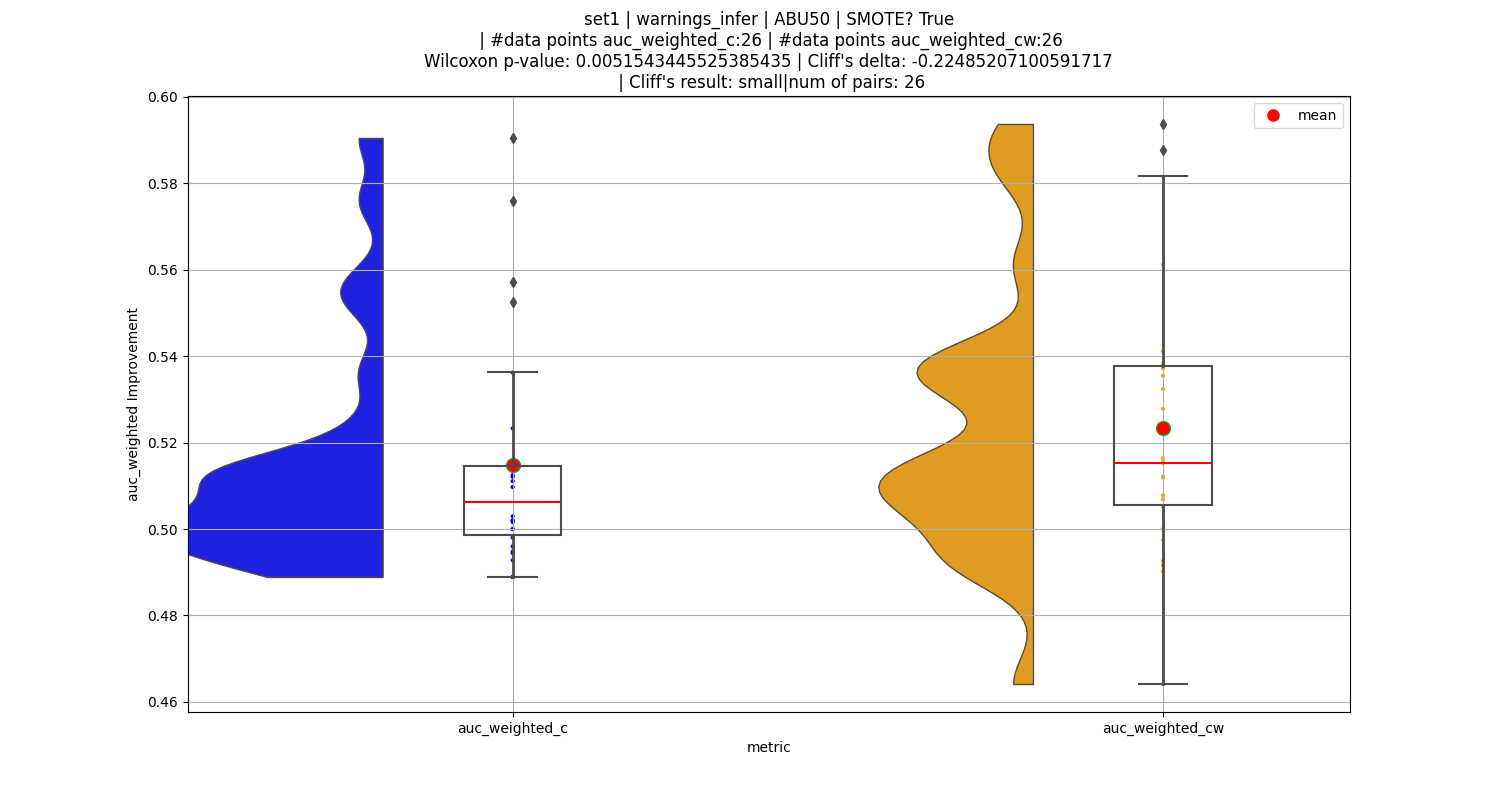 set1 | warnings_infer | ABU50 | SMOTE? True
| #data points auc_weighted_c:26 | #data points auc_weighted_cw:26
Wilcoxon p-value: 0.0051543445525385435 | Cliff's delta: -0.22485207100591717
| Cliff's result: small|num of pairs: 26
mean
0.60
0.58
0.56
0.54
0.52
0.50
0.48
0.46
auc_weighted Improvement
auc_weighted_c
auc_weighted_cw
metric